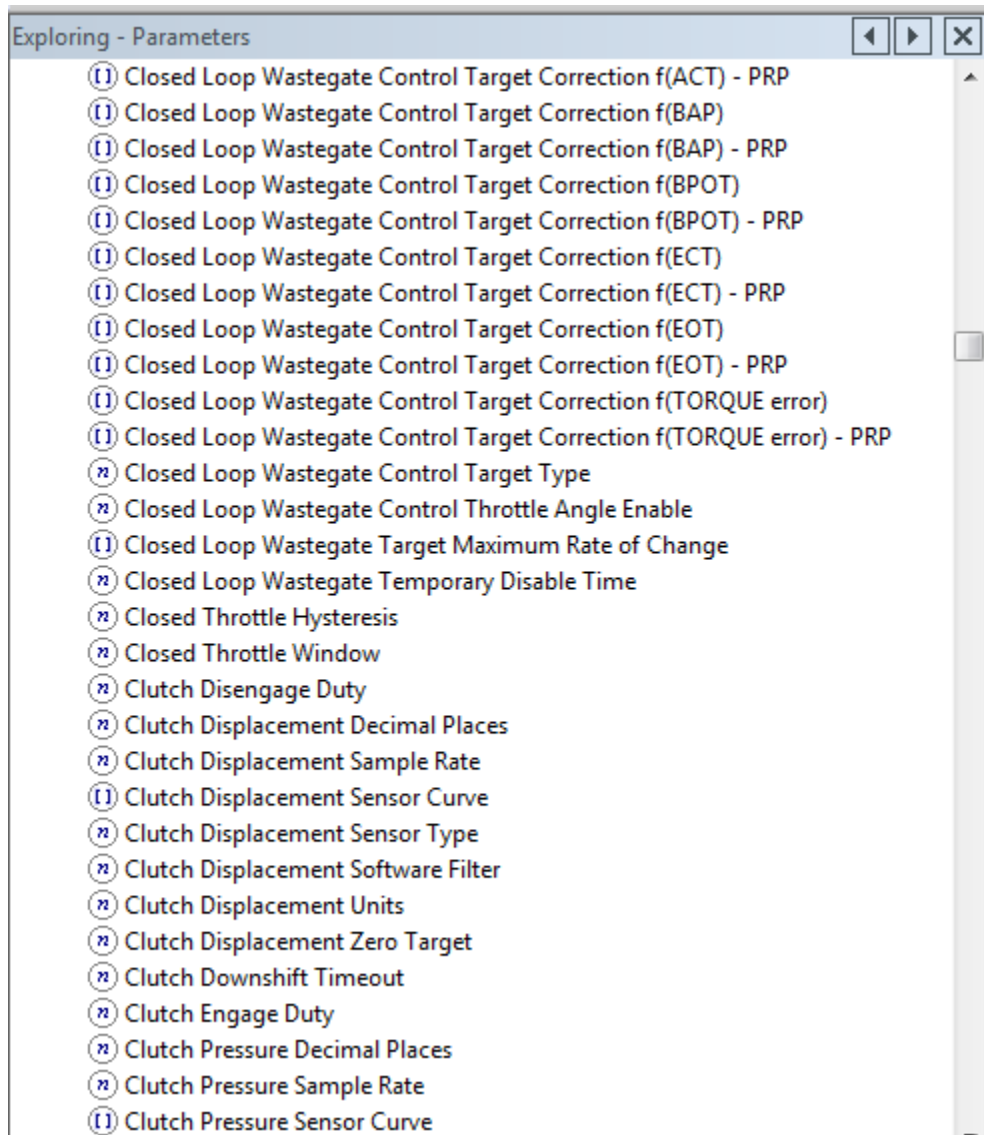 Exploring - Parameters
Closed Loop Wastegate Control Target Correction f(ACT) - PRP
Closed Loop Wastegate Control Target Correction f(BAP)
Closed Loop Wastegate Control Target Correction f(BAP) - PRP
Closed Loop Wastegate Control Target Correction f(BPOT)
Closed Loop Wastegate Control Target Correction f(BPOT) - PRP
Closed Loop Wastegate Control Target Correction f(ECT)
Closed Loop Wastegate Control Target Correction f(ECT) - PRP
Closed Loop Wastegate Control Target Correction f(EOT)
Closed Loop Wastegate Control Target Correction f(EOT) - PRP
Closed Loop Wastegate Control Target Correction f(TORQUE error)
Closed Loop Wastegate Control Target Correction f(TORQUE error) - PRP
Closed Loop Wastegate Control Target Type
Closed Loop Wastegate Control Throttle Angle Enable
Closed Loop Wastegate Target Maximum Rate of Change
Closed Loop Wastegate Temporary Disable Time
Closed Throttle Hysteresis
Closed Throttle Window
Clutch Disengage Duty
Clutch Displacement Decimal Places
Clutch Displacement Sample Rate
Clutch Displacement Sensor Curve
Clutch Displacement Sensor Type
Clutch Displacement Software Filter
Clutch Displacement Units
Clutch Displacement Zero Target
Clutch Downshift Timeout
Clutch Engage Duty
Clutch Pressure Decimal Places
Clutch Pressure Sample Rate
Clutch Pressure Sensor Curve